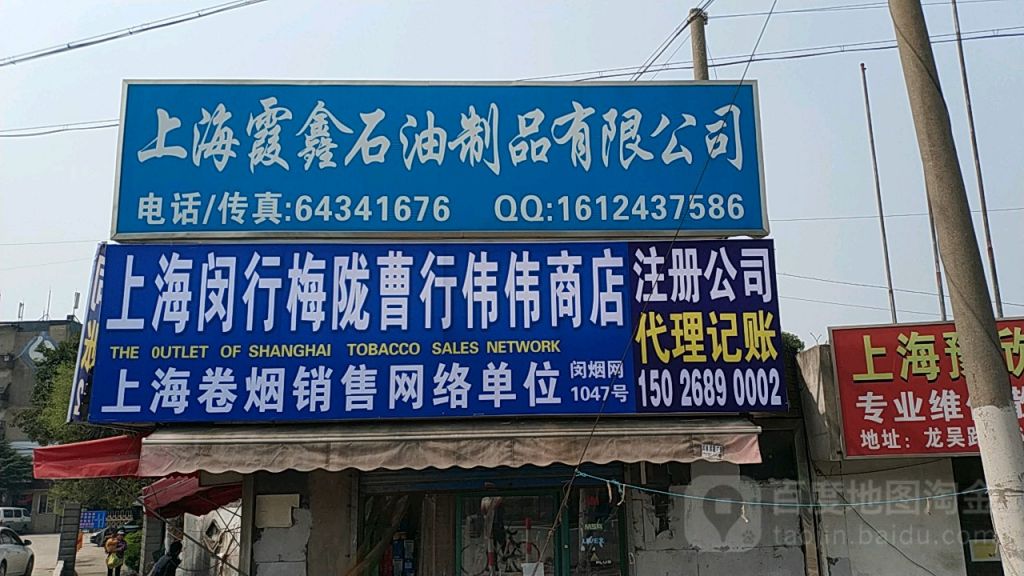 上海霞鑫石油制品有限公司
电话/传真:64341676 QQ:1612437586
上海闵行梅陇曹行伟伟商店
THE OUTLET OF SHANGHAI TOBACCO SALES NETWORK
上海卷烟销售网络单位
闵烟网
1047号
注册公司
代理记账
150 2689 0002
上海豫欣
专业维修
地址: 龙吴路
百度地图淘金
taojin.baidu.com